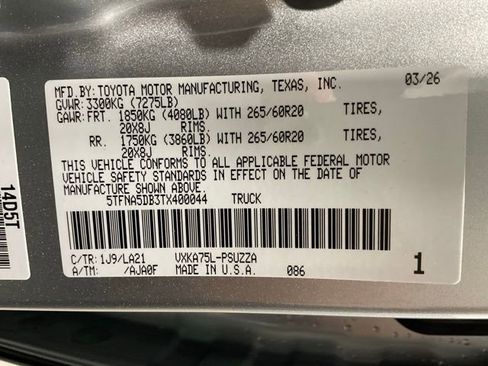 MFD.BY: TOYOTA MOTOR MANUFACTURING, TEXAS, INC. 03/26
GVWR: 3300KG (7275LB)
GAWR: FRT. 1850KG (4080LB) WITH 265/60R20 TIRES,
20X8J RIMS.
RR. 1750KG (3860LB) WITH 265/60R20 TIRES,
20X8J RIMS.
THIS VEHICLE CONFORMS TO ALL APPLICABLE FEDERAL MOTOR
VEHICLE SAFETY STANDARDS IN EFFECT ON THE DATE OF
MANUFACTURE SHOWN ABOVE.
5TFNA5DB3TX400044 TRUCK
C/TR: 1J9/LA21 VXKA75L-PSUZZA
A/TM: /AJA0F MADE IN U.S.A. 086 1
14D5T